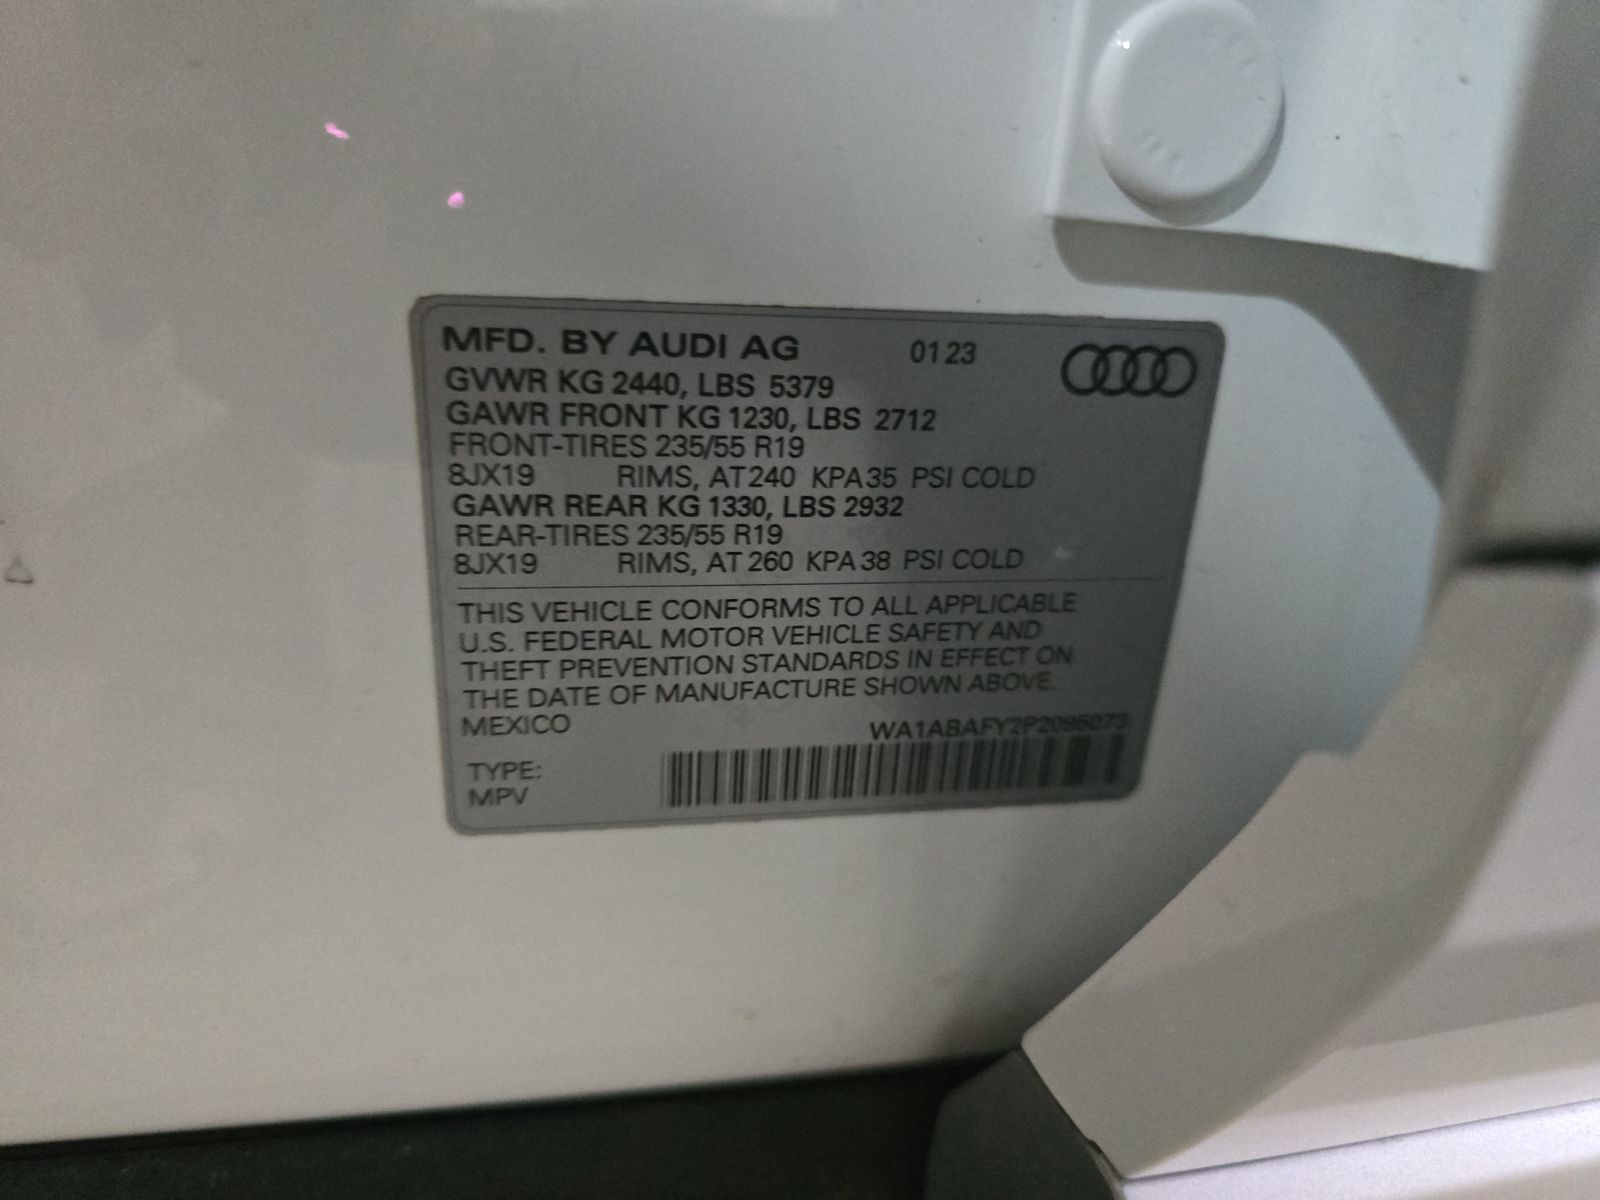 MFD. BY AUDI AG 01 23
GVWR KG 2440, LBS 5379
GAWR FRONT KG 1230, LBS 2712
FRONT-TIRES 235/55 R19
8JX19 RIMS, AT 240 KPA 35 PSI COLD
GAWR REAR KG 1330, LBS 2932
REAR-TIRES 235/55 R19
8JX19 RIMS, AT 260 KPA 38 PSI COLD
THIS VEHICLE CONFORMS TO ALL APPLICABLE
U.S. FEDERAL MOTOR VEHICLE SAFETY AND
THEFT PREVENTION STANDARDS IN EFFECT ON
THE DATE OF MANUFACTURE SHOWN ABOVE.
MEXICO WA1ABAFY2P2095073
TYPE:
MPV